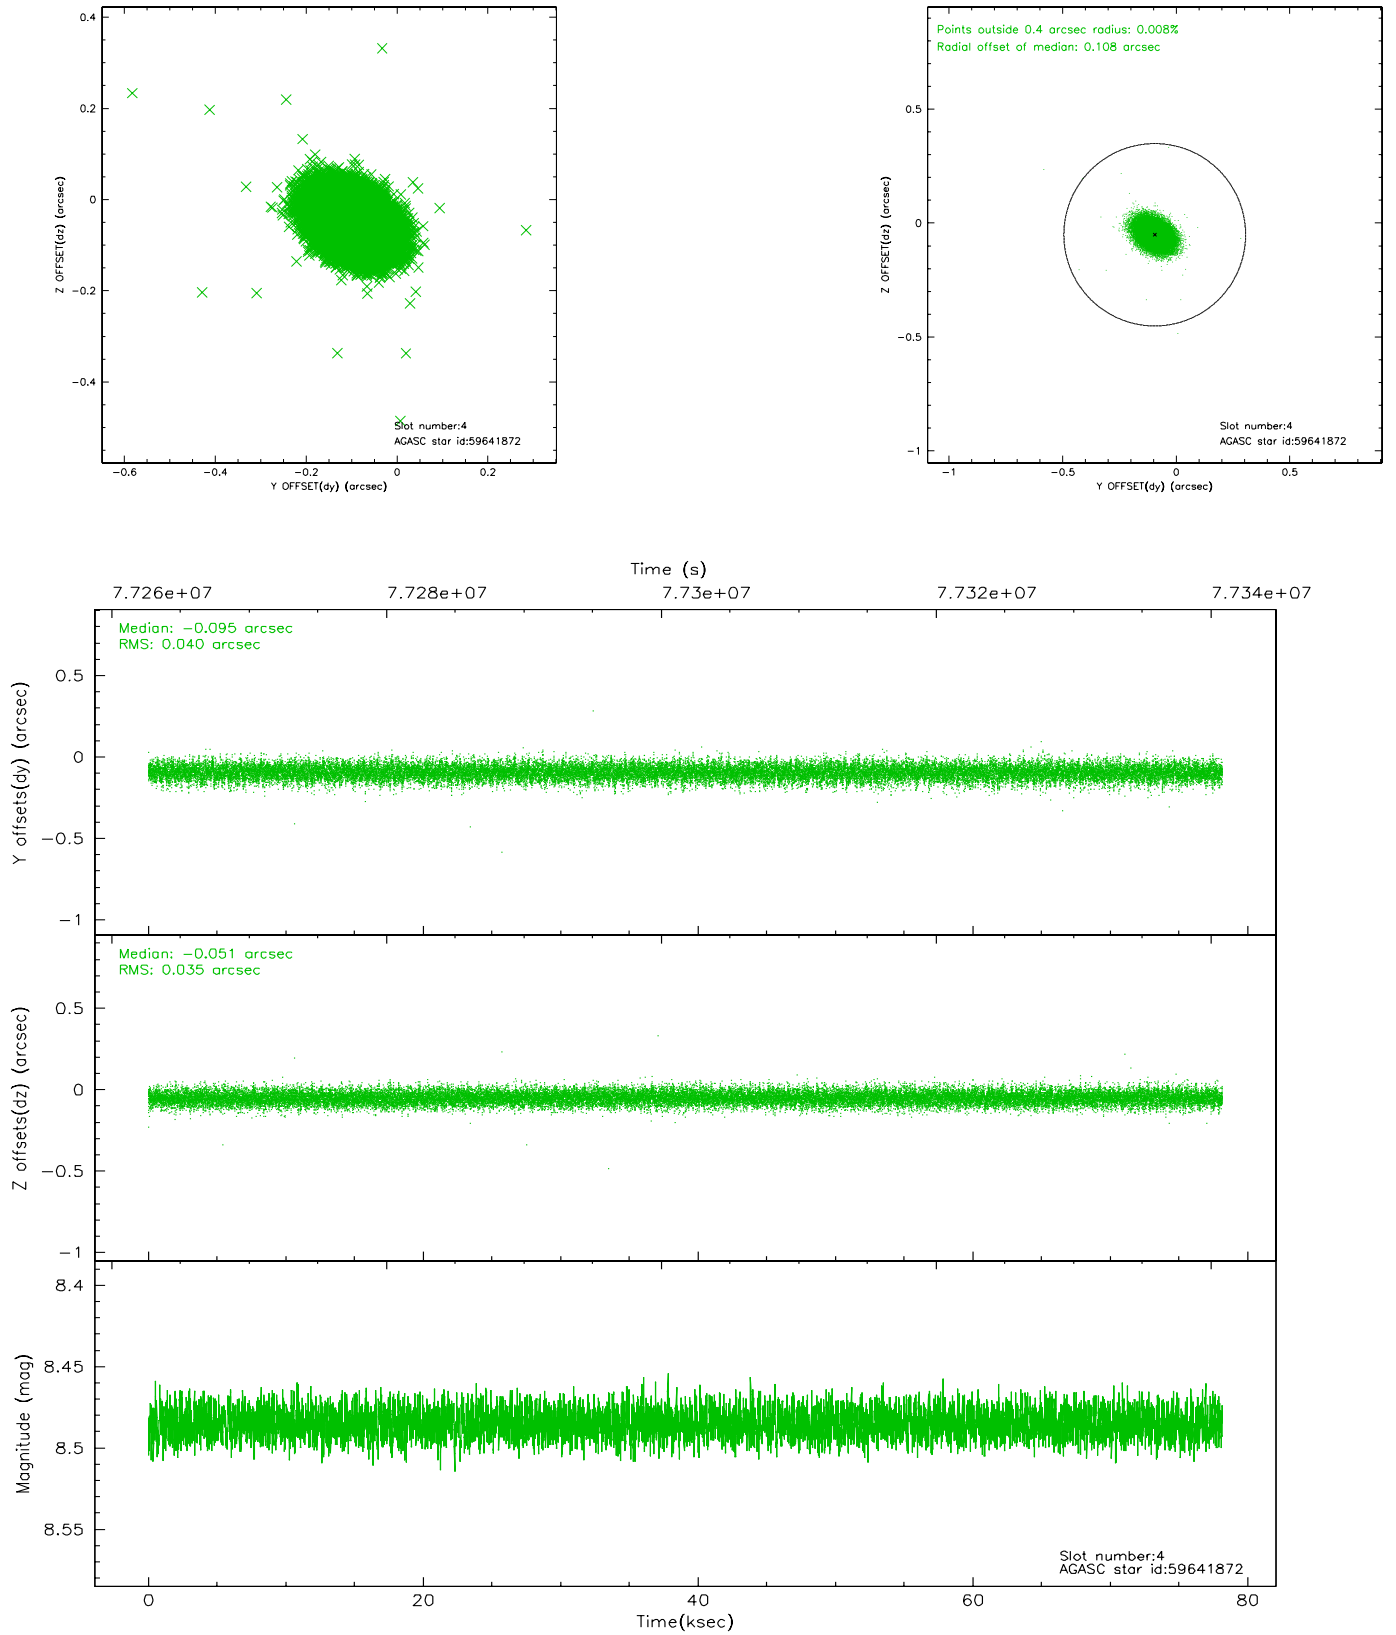 0.4
0.2
0
−0.2
−0.4
Z OFFSET(dz) (arcsec)
Slot number:4
AGASC star id:59641872
−0.6 −0.4 −0.2 0 0.2
Y OFFSET(dy) (arcsec)
Points outside 0.4 arcsec radius: 0.008%
Radial offset of median: 0.108 arcsec
0.5
0
−0.5
−1
Z OFFSET(dz) (arcsec)
Slot number:4
AGASC star id:59641872
−1 −0.5 0 0.5
Y OFFSET(dy) (arcsec)
Time (s)
7.726e+07 7.728e+07 7.73e+07 7.732e+07 7.734e+07
Median: −0.095 arcsec
RMS: 0.040 arcsec
0.5
0
−0.5
−1
Y offsets(dy) (arcsec)
Median: −0.051 arcsec
RMS: 0.035 arcsec
0.5
0
−0.5
−1
Z offsets(dz) (arcsec)
8.4
8.45
8.5
8.55
Magnitude (mag)
Slot number:4
AGASC star id:59641872
0 20 40 60 80
Time(ksec)